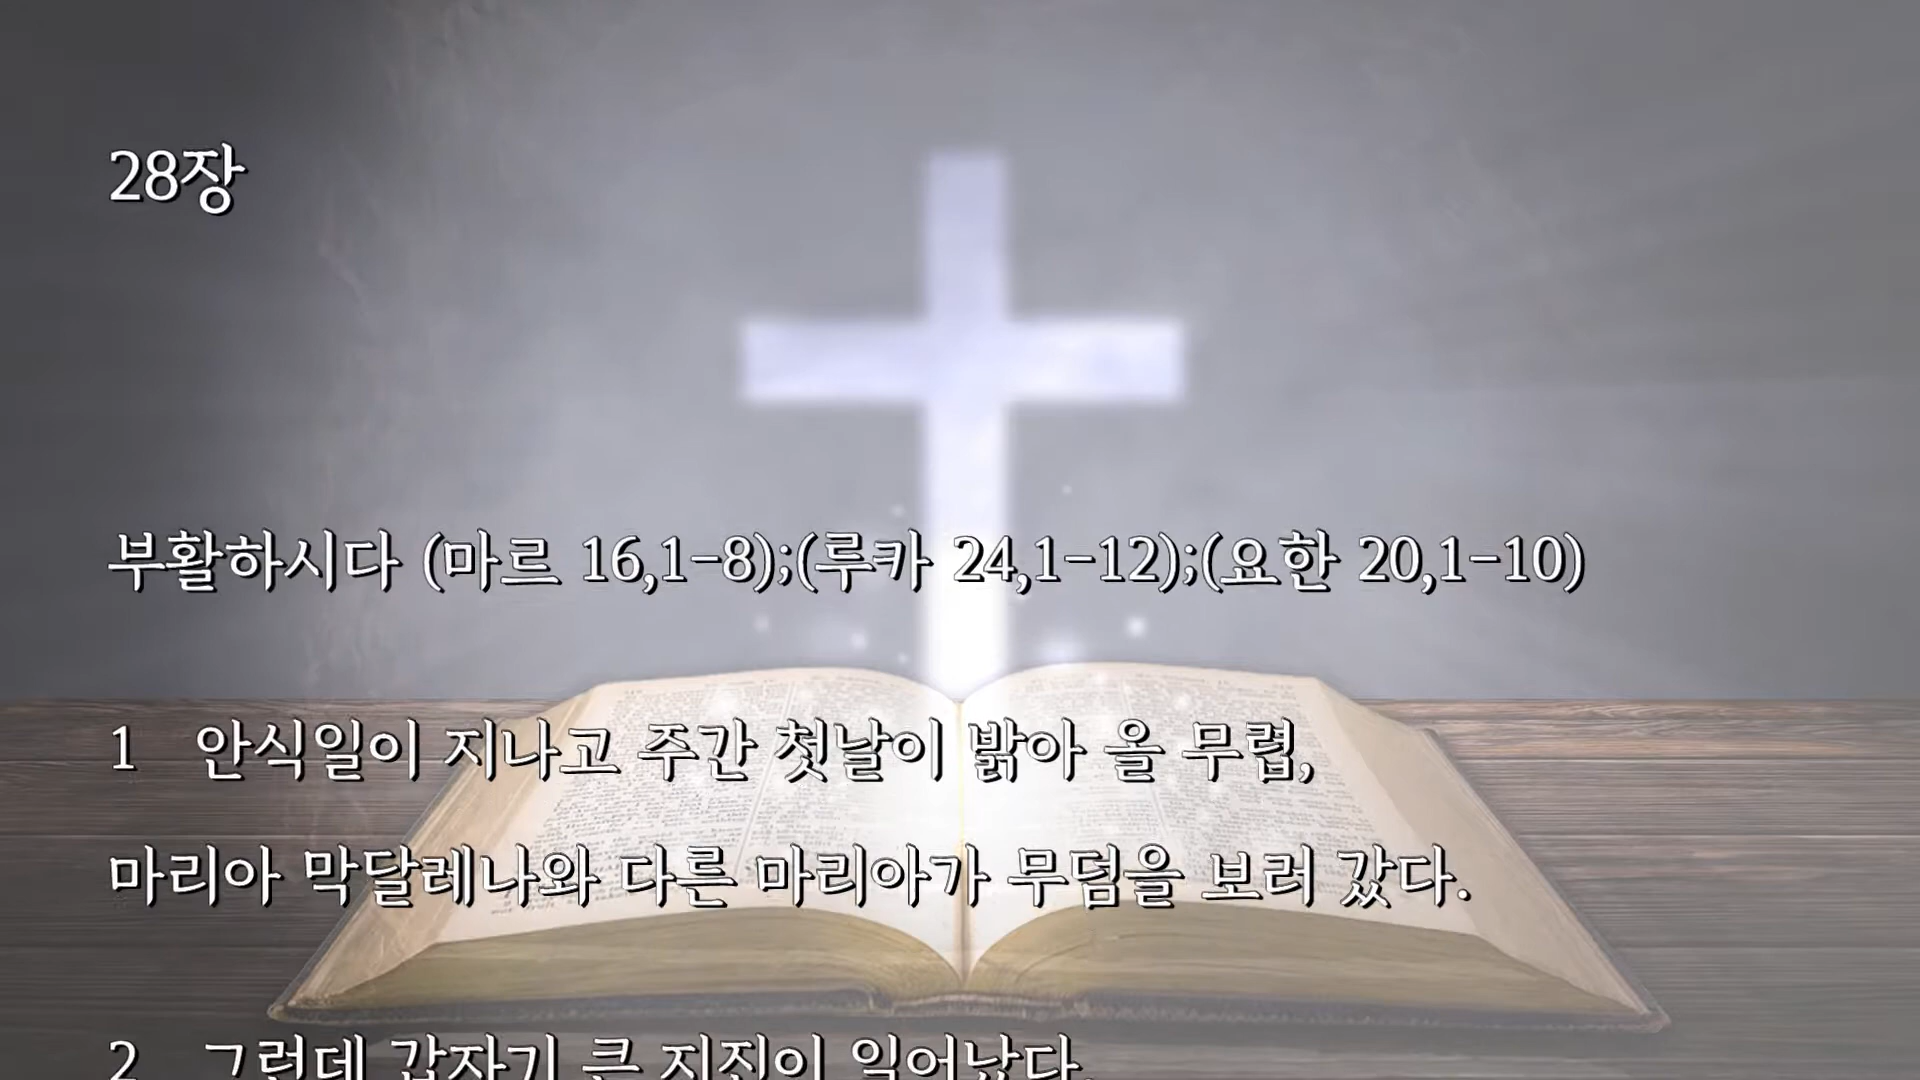 28장
부활하시다 (마르 16,1-8);(루카 24,1-12);(요한 20,1-10)
1 안식일이 지나고 주간 첫날이 밝아 올 무렵,
마리아 막달레나와 다른 마리아가 무덤을 보러 갔다.
2 그런데 갑자기 큰 지진이 일어났다.